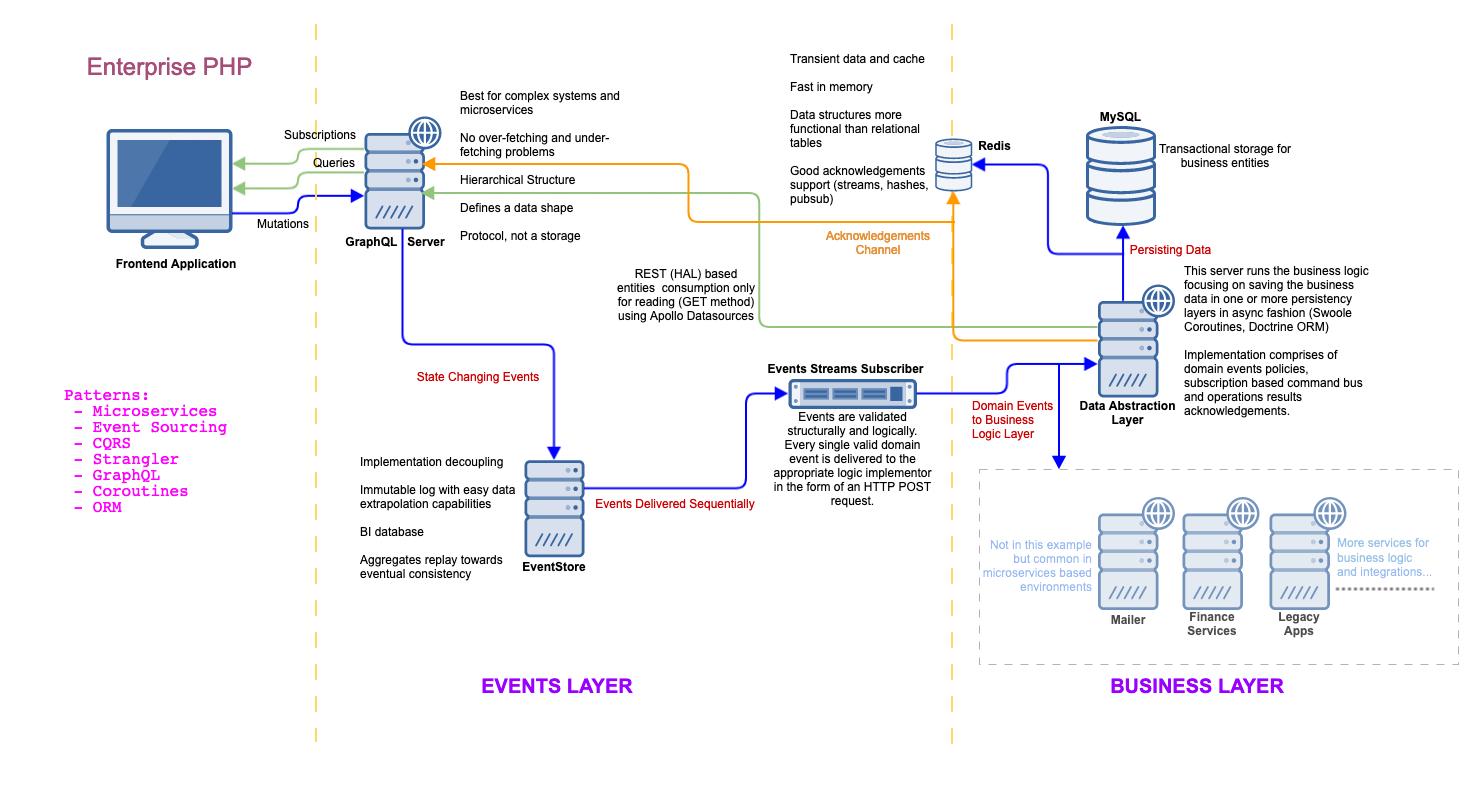 Enterprise PHP
Subscriptions
Queries
Mutations
Frontend Application
GraphQL Server
Best for complex systems and
microservices
No over-fetching and under-
fetching problems
Hierarchical Structure
Defines a data shape
Protocol, not a storage
Transient data and cache
Fast in memory
Data structures more
functional than relational
tables
Good acknowledgements
support (streams, hashes,
pubsub)
Redis
Acknowledgements
Channel
MySQL
Transactional storage for
business entities
Persisting Data
REST (HAL) based
entities consumption only
for reading (GET method)
using Apollo Datasources
This server runs the business logic
focusing on saving the business
data in one or more persistency
layers in async fashion (Swoole
Coroutines, Doctrine ORM)
Implementation comprises of
domain events policies,
subscription based command bus
and operations results
acknowledgements.
Data Abstraction
Layer
State Changing Events
Events Streams Subscriber
Events are validated
structurally and logically.
Every single valid domain
event is delivered to the
appropriate logic implementor
in the form of an HTTP POST
request.
Domain Events
to Business
Logic Layer
Patterns:
- Microservices
- Event Sourcing
- CQRS
- Strangler
- GraphQL
- Coroutines
- ORM
Implementation decoupling
Immutable log with easy data
extrapolation capabilities
BI database
Aggregates replay towards
eventual consistency
EventStore
Events Delivered Sequentially
Not in this example
but common in
microservices based
environments
Mailer
Finance
Services
Legacy
Apps
More services for
business logic
and integrations...
EVENTS LAYER
BUSINESS LAYER